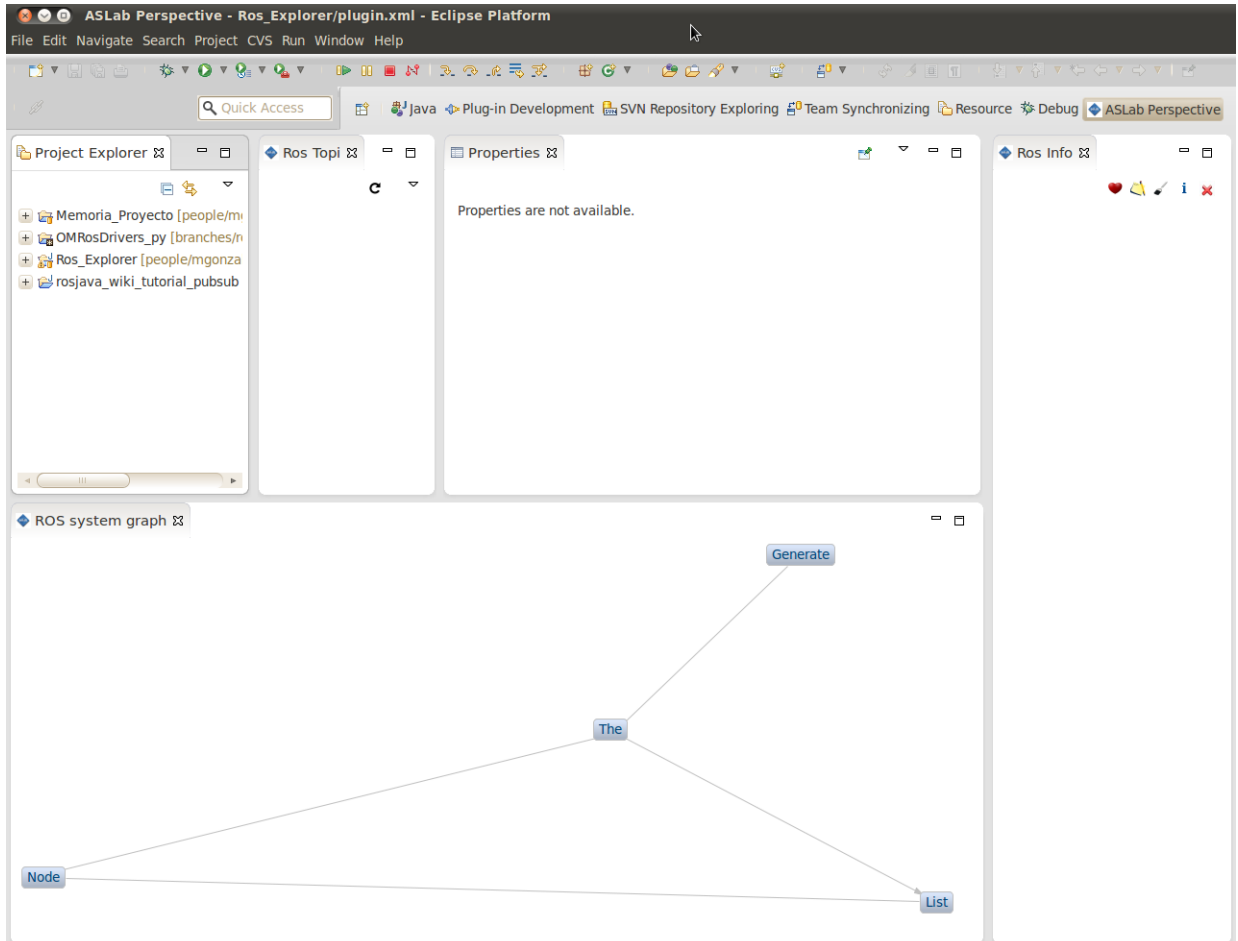 ASLab Perspective - Ros_Explorer/plugin.xml - Eclipse Platform
File Edit Navigate Search Project CVS Run Window Help
Quick Access
Java Plug-in Development SVN Repository Exploring Team Synchronizing Resource Debug ASLab Perspective
Project Explorer
Ros Topi
Properties
Ros Info
Properties are not available.
Memoria_Proyecto [people/m
OMRosDrivers_py [branches/r
Ros_Explorer [people/mgonza
rosjava_wiki_tutorial_pubsub
ROS system graph
Generate
The
Node
List